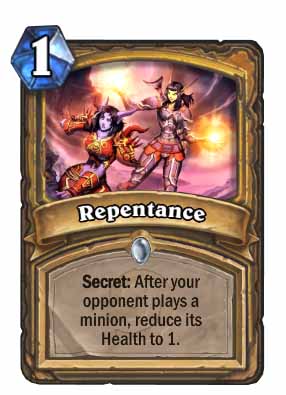 1
Repentance
Secret: After your
opponent plays a
minion, reduce its
Health to 1.